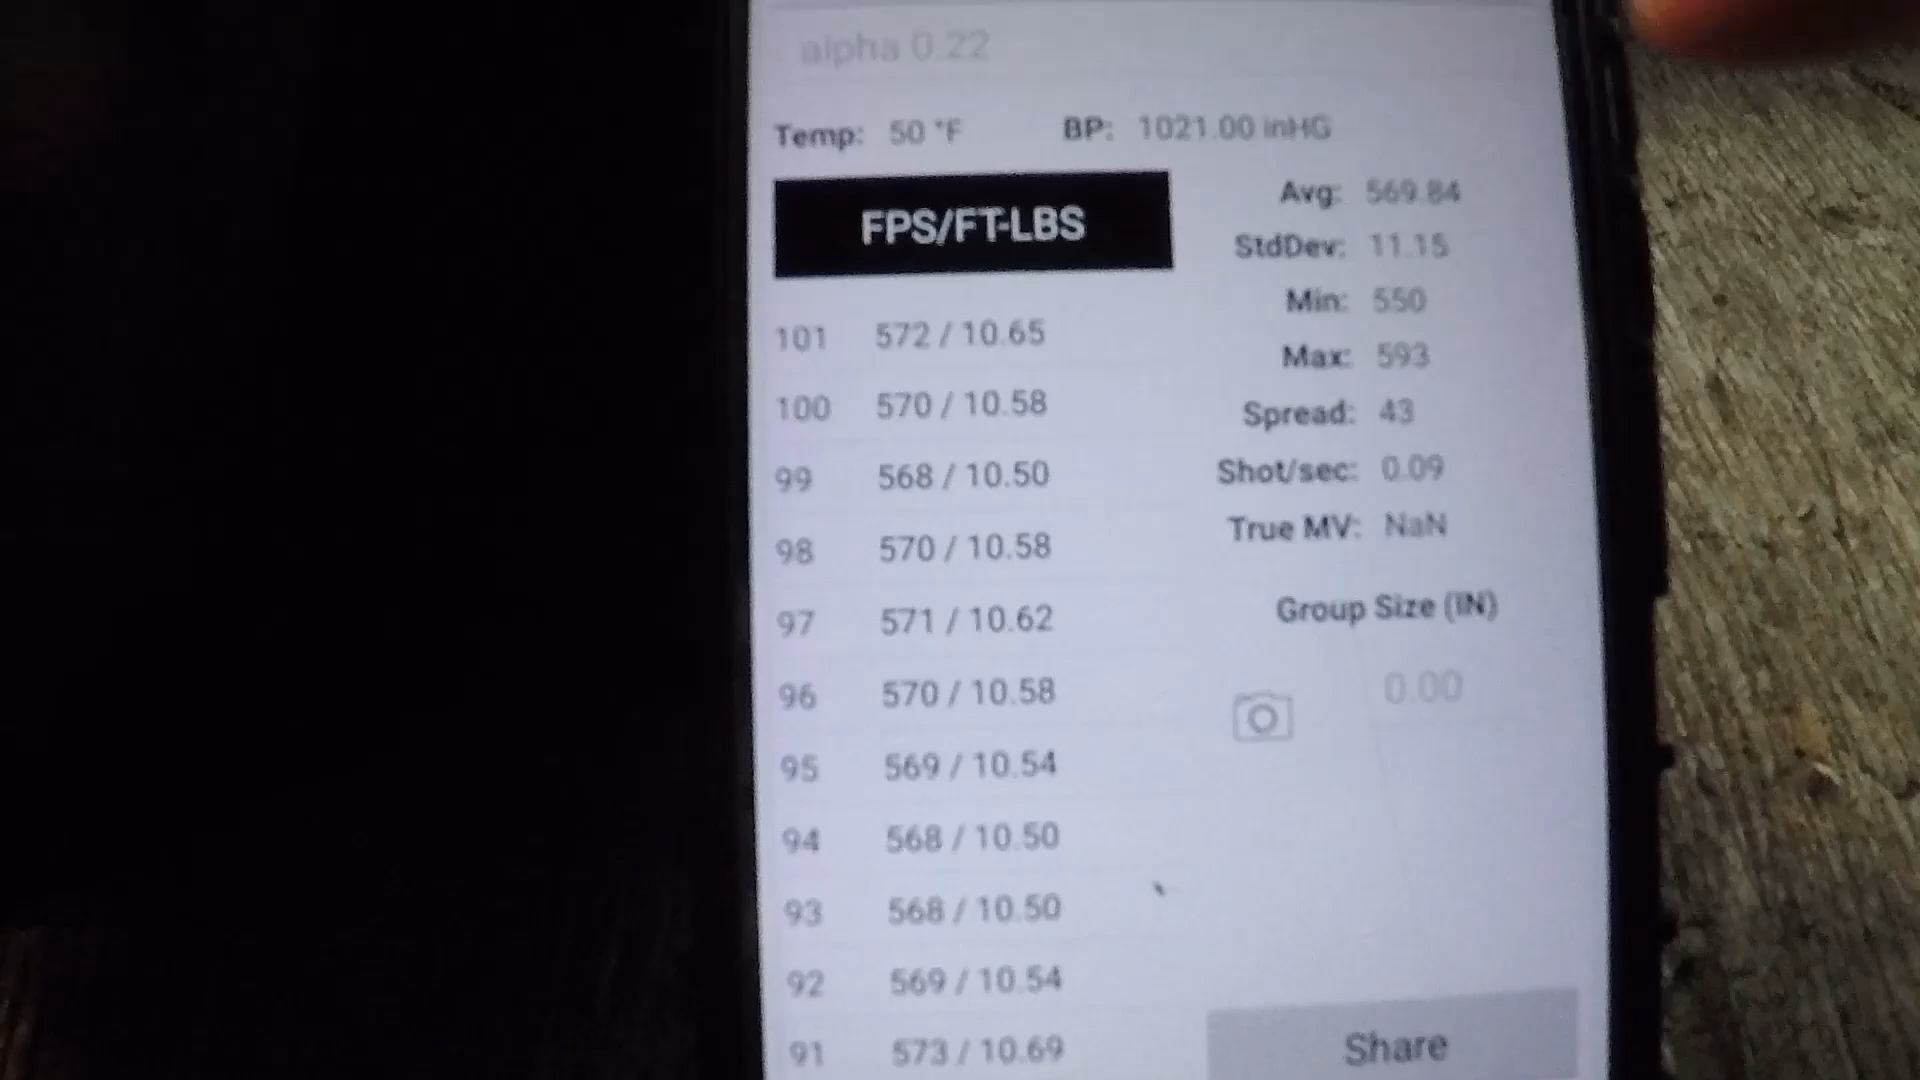 alpha 0.22
Temp: 50 °F BP: 1021.00 inHG
FPS/FT-LBS
101 572 / 10.65
100 570 / 10.58
99 568 / 10.50
98 570 / 10.58
97 571 / 10.62
96 570 / 10.58
95 569 / 10.54
94 568 / 10.50
93 568 / 10.50
92 569 / 10.54
91 573 / 10.69
Avg: 569.84
StdDev: 11.15
Min: 550
Max: 593
Spread: 43
Shot/sec: 0.09
True MV: NaN
Group Size (IN)
0.00
Share